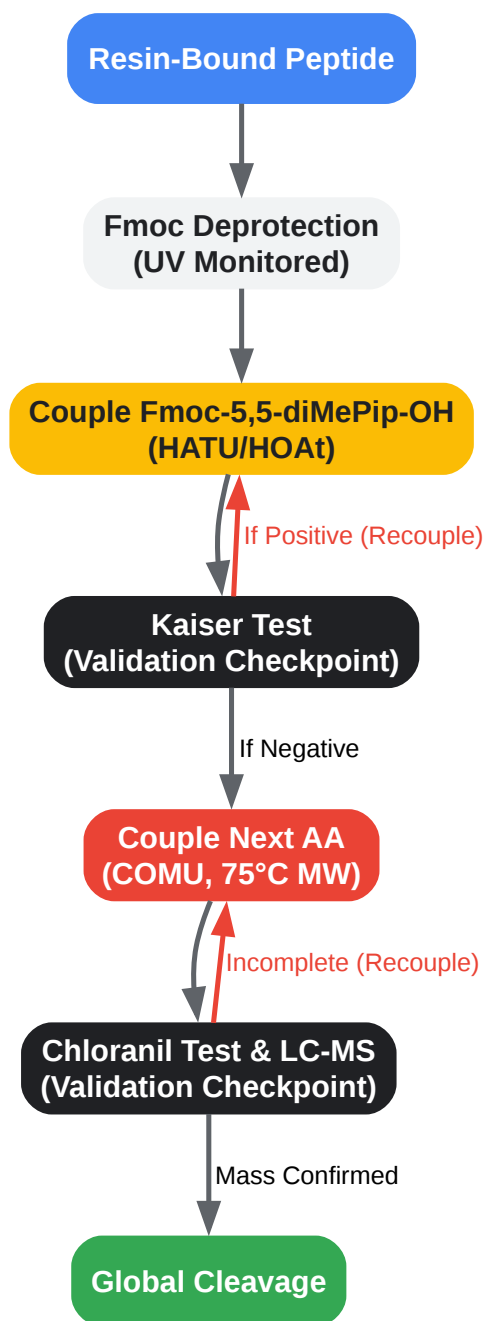 Resin-Bound Peptide
Fmoc Deprotection
(UV Monitored)
Couple Fmoc-5,5-diMePip-OH
(HATU/HOAt)
If Positive (Recouple)
Kaiser Test
(Validation Checkpoint)
If Negative
Couple Next AA
(COMU, 75°C MW)
Incomplete (Recouple)
Chloranil Test & LC-MS
(Validation Checkpoint)
Mass Confirmed
Global Cleavage